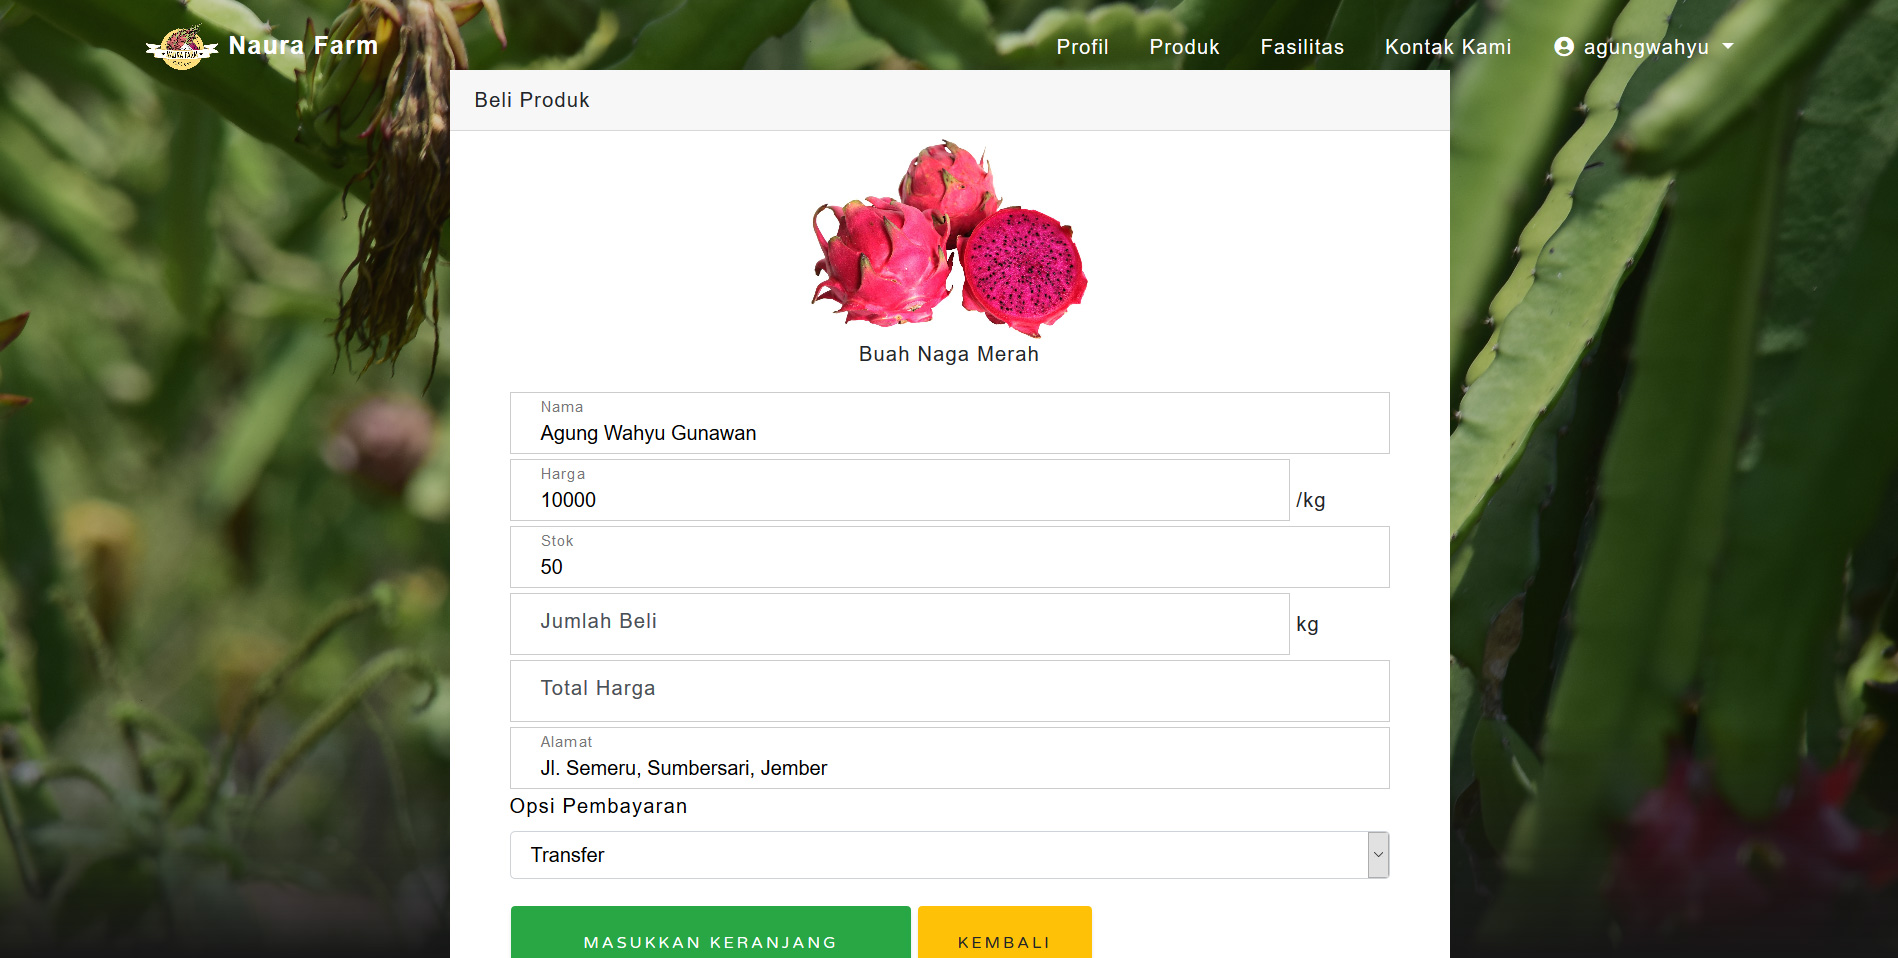 Naura Farm
Profil Produk Fasilitas Kontak Kami agungwahyu
Beli Produk
Buah Naga Merah
Nama
Agung Wahyu Gunawan
Harga
10000
/kg
Stok
50
Jumlah Beli
kg
Total Harga
Alamat
Jl. Semeru, Sumbersari, Jember
Opsi Pembayaran
Transfer
MASUKKAN KERANJANG
KEMBALI